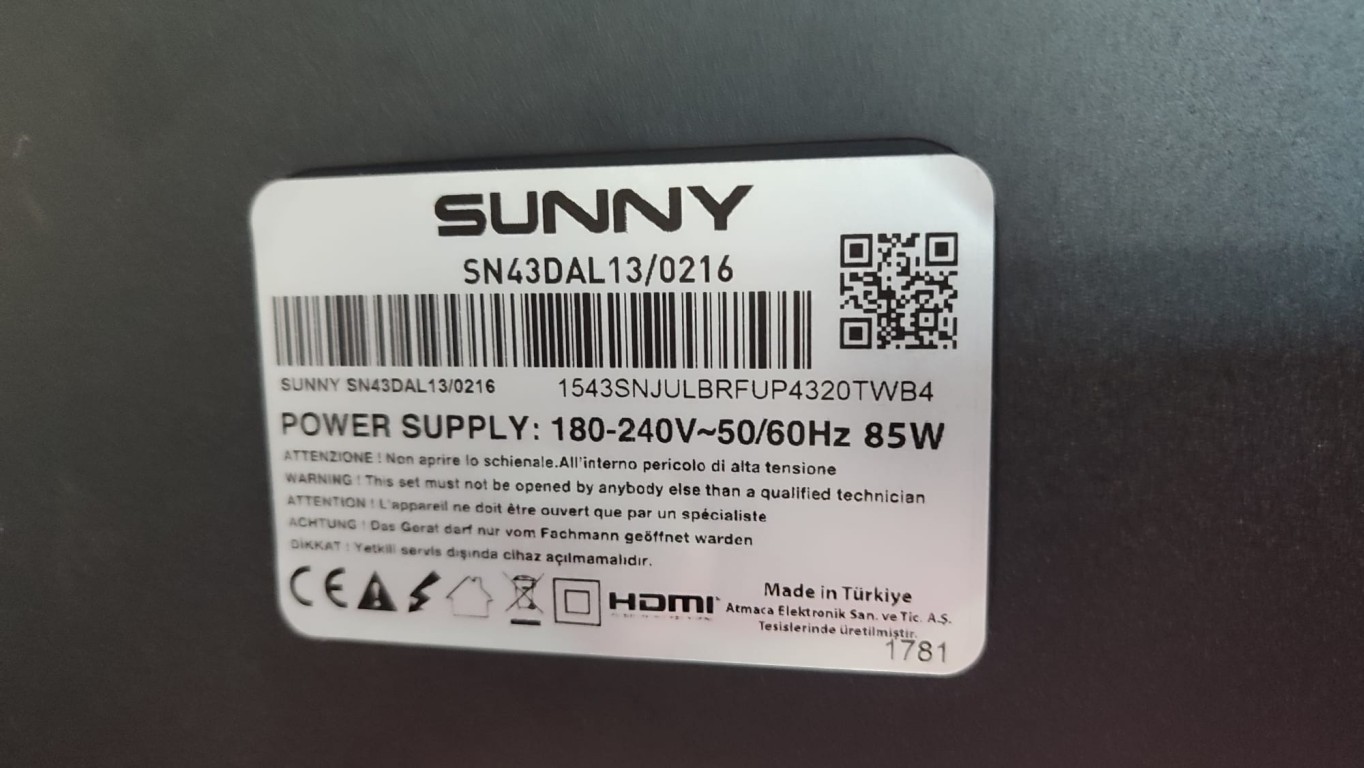 SUNNY
SN43DAL13/0216
SUNNY SN43DAL13/0216 1543SNJULBRFUP4320TWB4
POWER SUPPLY: 180-240V~50/60Hz 85W
ATTENZIONE ! Non aprire lo schienale.All'interno pericolo di alta tensione
WARNING ! This set must not be opened by anybody else than a qualified technician
ATTENTION ! L'appareil ne doit être ouvert que par un spécialiste
ACHTUNG ! Das Gerat darf nur vom Fachmann geöffnet warden
DİKKAT ! Yetkili servis dışında cihaz açılmamalıdır.
CE HDMI Made in Türkiye
Atmaca Elektronik San. ve Tic. A.Ş.
Tesislerinde üretilmiştir.
1781